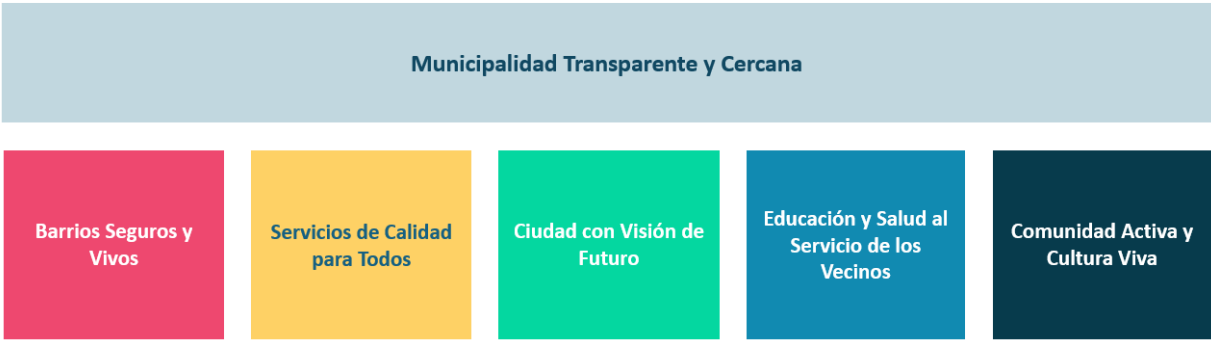 Municipalidad Transparente y Cercana
Barrios Seguros y
Vivos
Servicios de Calidad
para Todos
Ciudad con Visión de
Futuro
Educación y Salud al
Servicio de los
Vecinos
Comunidad Activa y
Cultura Viva